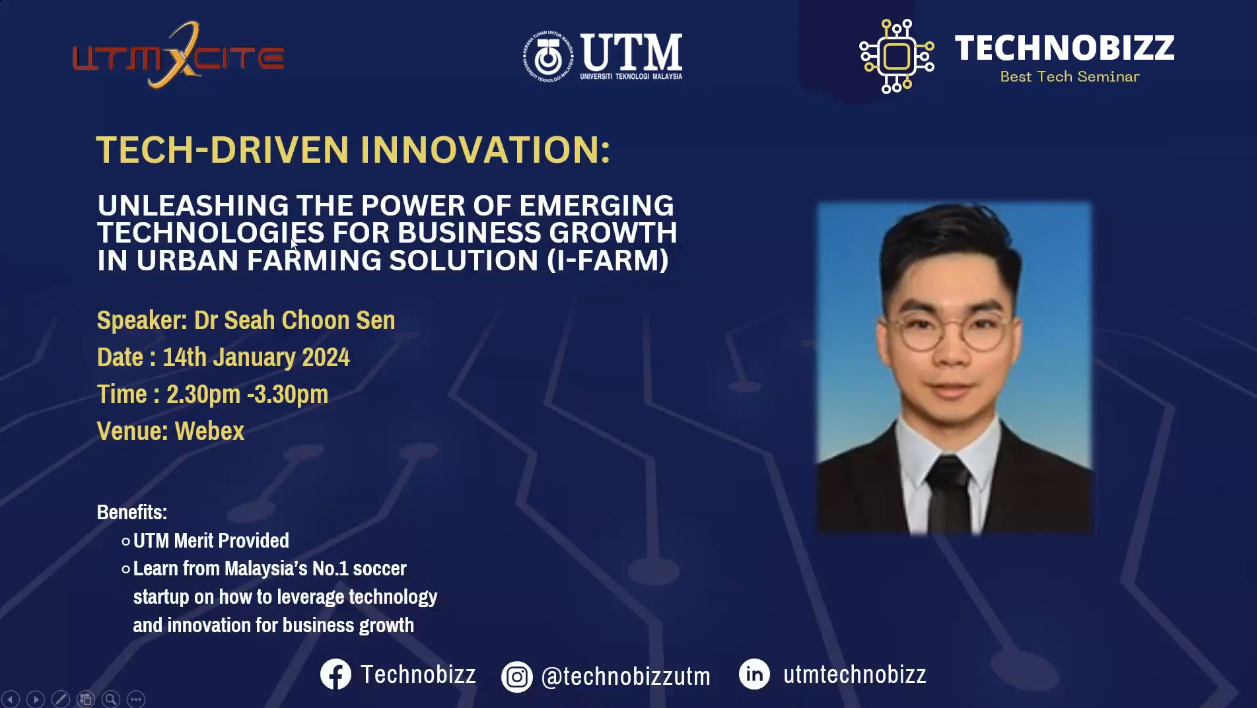 UTMXCITE
UTM
UNIVERSITI TEKNOLOGI MALAYSIA
TECHNOBIZZ
Best Tech Seminar
TECH-DRIVEN INNOVATION:
UNLEASHING THE POWER OF EMERGING
TECHNOLOGIES FOR BUSINESS GROWTH
IN URBAN FARMING SOLUTION (I-FARM)
Speaker: Dr Seah Choon Sen
Date : 14th January 2024
Time : 2.30pm -3.30pm
Venue: Webex
Benefits:
UTM Merit Provided
Learn from Malaysia's No.1 soccer
startup on how to leverage technology
and innovation for business growth
Technobizz
@technobizzutm
in utmtechnobizz